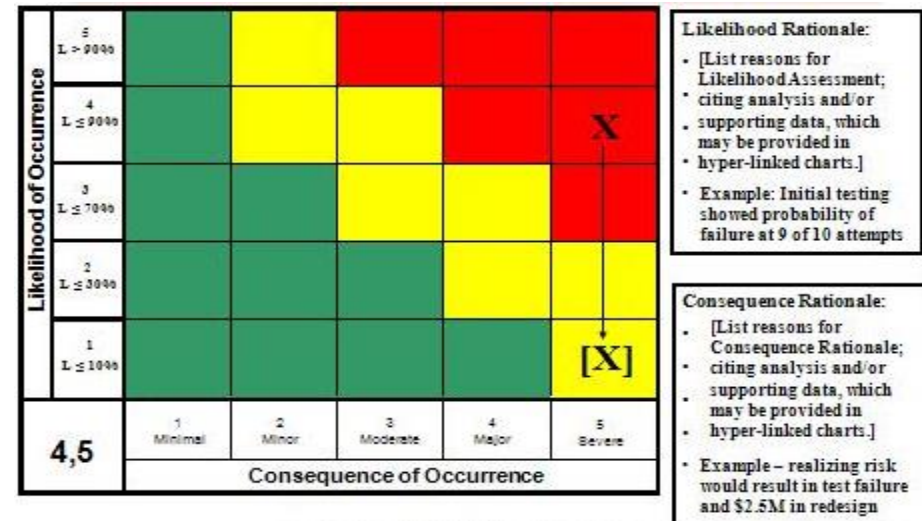 Likelihood of Occurrence
5
L > 90%
4
L ≤ 90%
X
3
L ≤ 70%
2
L ≤ 30%
1
L ≤ 10%
[X]
4,5
1
Minimal
2
Minor
3
Moderate
4
Major
5
Severe
Consequence of Occurrence
Likelihood Rationale:
• [List reasons for
Likelihood Assessment;
• citing analysis and/or
• supporting data, which
may be provided in
• hyper-linked charts.]
• Example: Initial testing
showed probability of
failure at 9 of 10 attempts
Consequence Rationale:
• [List reasons for
Consequence Rationale;
• citing analysis and/or
supporting data, which
• may be provided in
• hyper-linked charts.]
• Example – realizing risk
would result in test failure
and $2.5M in redesign